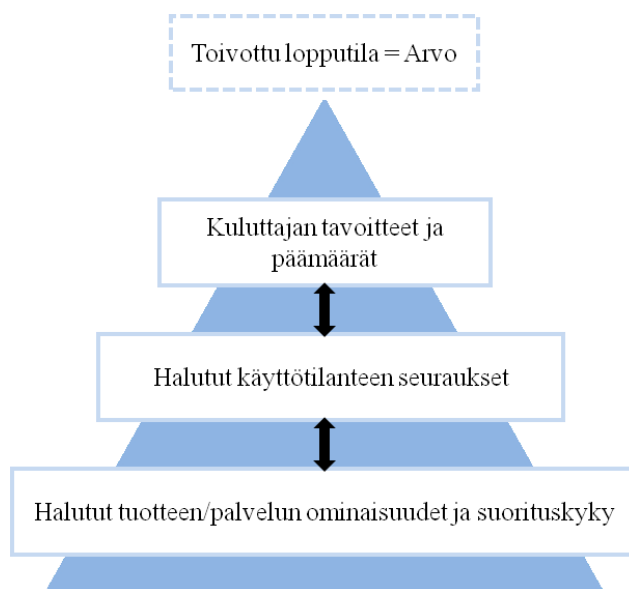 Toivottu lopputila = Arvo
Kuluttajan tavoitteet ja
päämäärät
Halutut käyttötilanteen seuraukset
Halutut tuotteen/palvelun ominaisuudet ja suorituskyky